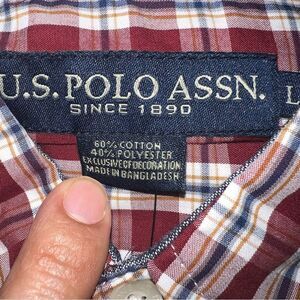 U.S. POLO ASSN.
SINCE 1890
L
60% COTTON
40% POLYESTER
EXCLUSIVE OF DECORATION
MADE IN BANGLADESH